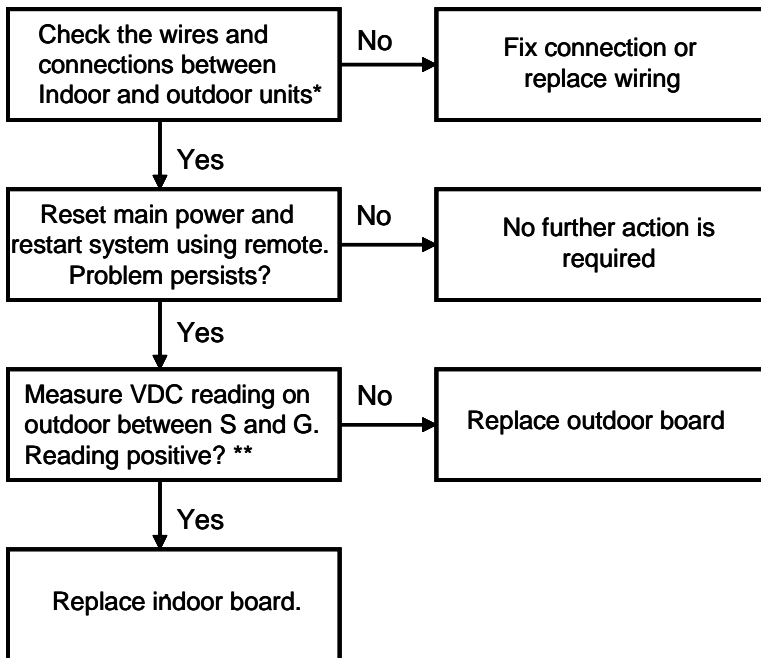 Check the wires and
connections between
Indoor and outdoor units*
No
Fix connection or
replace wiring
Yes
Reset main power and
restart system using remote.
Problem persists?
No
No further action is
required
Yes
Measure VDC reading on
outdoor between S and G.
Reading positive? **
No
Replace outdoor board
Yes
Replace indoor board.